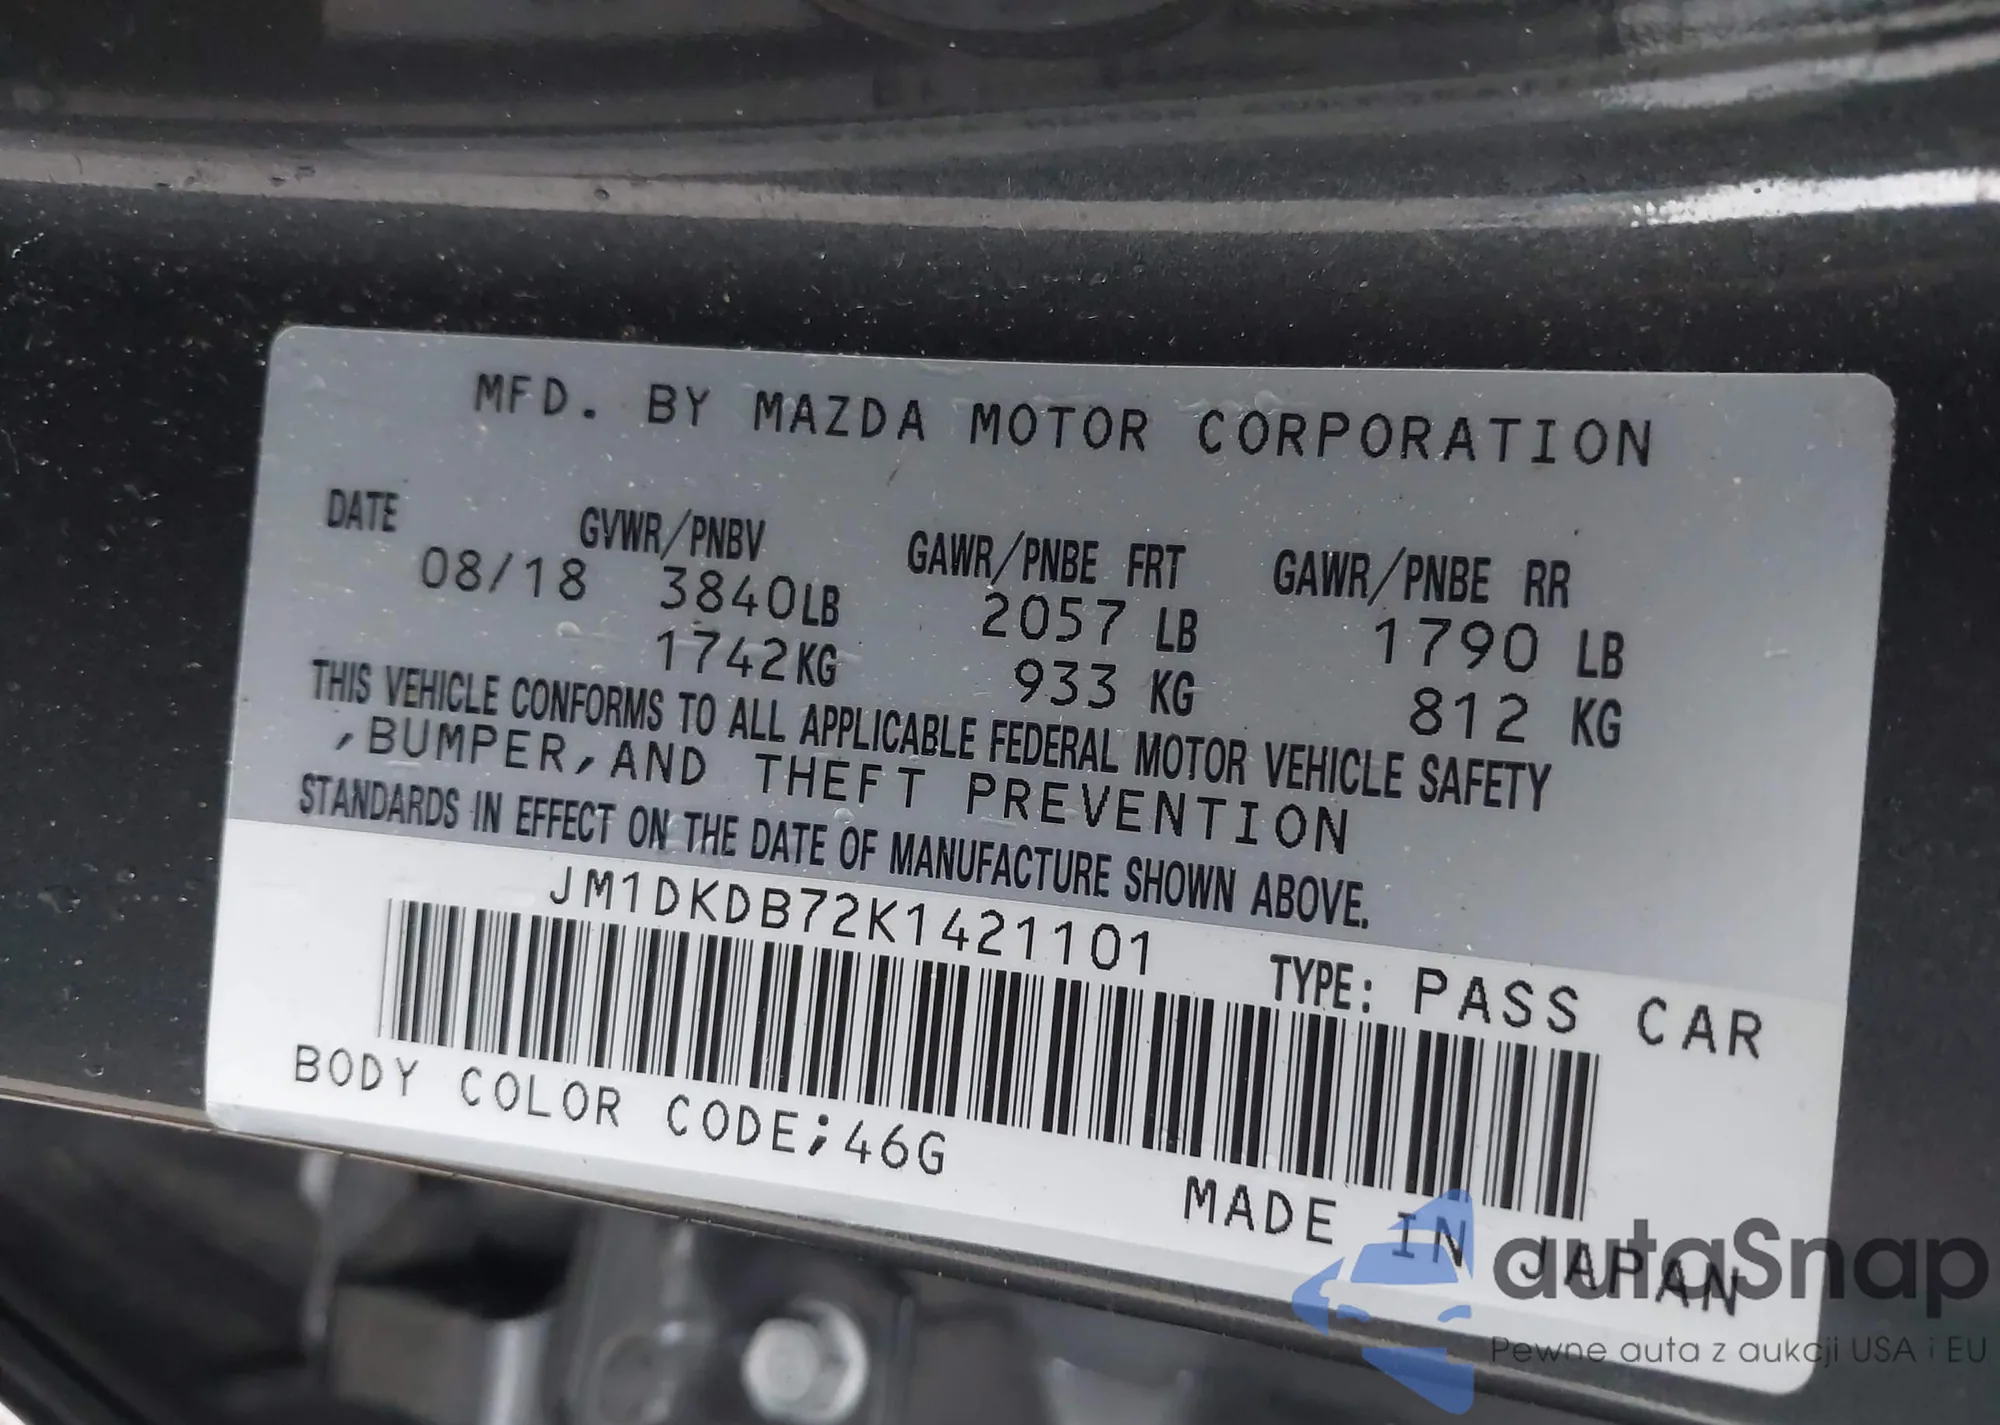 MFD. BY MAZDA MOTOR CORPORATION
DATE GVWR/PNBV GAWR/PNBE FRT GAWR/PNBE RR
08/18 3840LB 2057 LB 1790 LB
1742KG 933 KG 812 KG
THIS VEHICLE CONFORMS TO ALL APPLICABLE FEDERAL MOTOR VEHICLE SAFETY
,BUMPER,AND THEFT PREVENTION
STANDARDS IN EFFECT ON THE DATE OF MANUFACTURE SHOWN ABOVE.
JM1DKDB72K1421101 TYPE: PASS CAR
BODY COLOR CODE;46G
MADE IN JAPAN
autaSnap
Pewne auta z aukcji USA i EU